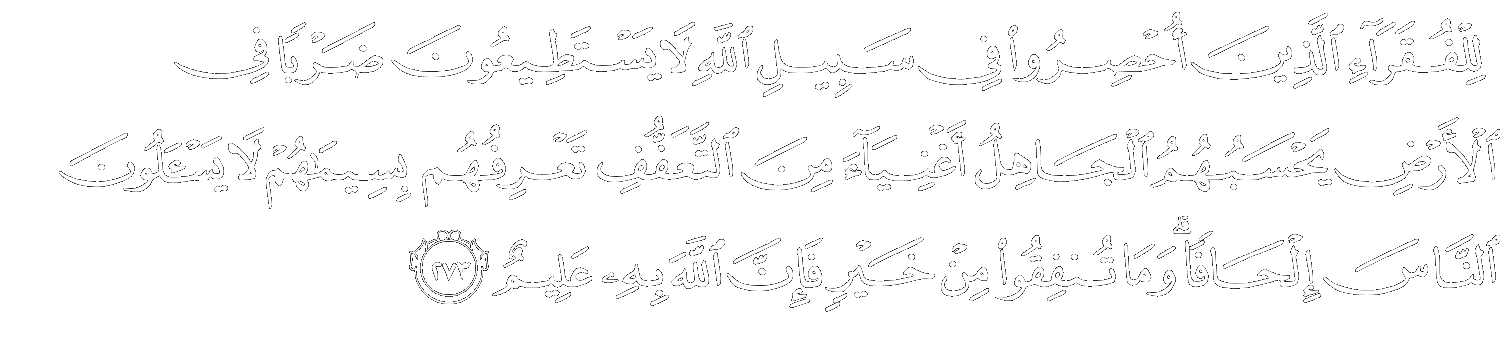 لِلْفُقَرَآءِ ٱلَّذِينَ أُحْصِرُوا۟ فِى سَبِيلِ ٱللَّهِ لَا يَسْتَطِيعُونَ ضَرْبًا فِى
ٱلْأَرْضِ يَحْسَبُهُمُ ٱلْجَاهِلُ أَغْنِيَآءَ مِنَ ٱلتَّعَفُّفِ تَعْرِفُهُم بِسِيمَٰهُمْ لَا يَسْـَٔلُونَ
ٱلنَّاسَ إِلْحَافًا ۗ وَمَا تُنفِقُوا۟ مِنْ خَيْرٍ فَإِنَّ ٱللَّهَ بِهِۦ عَلِيمٌ ٢٧٣